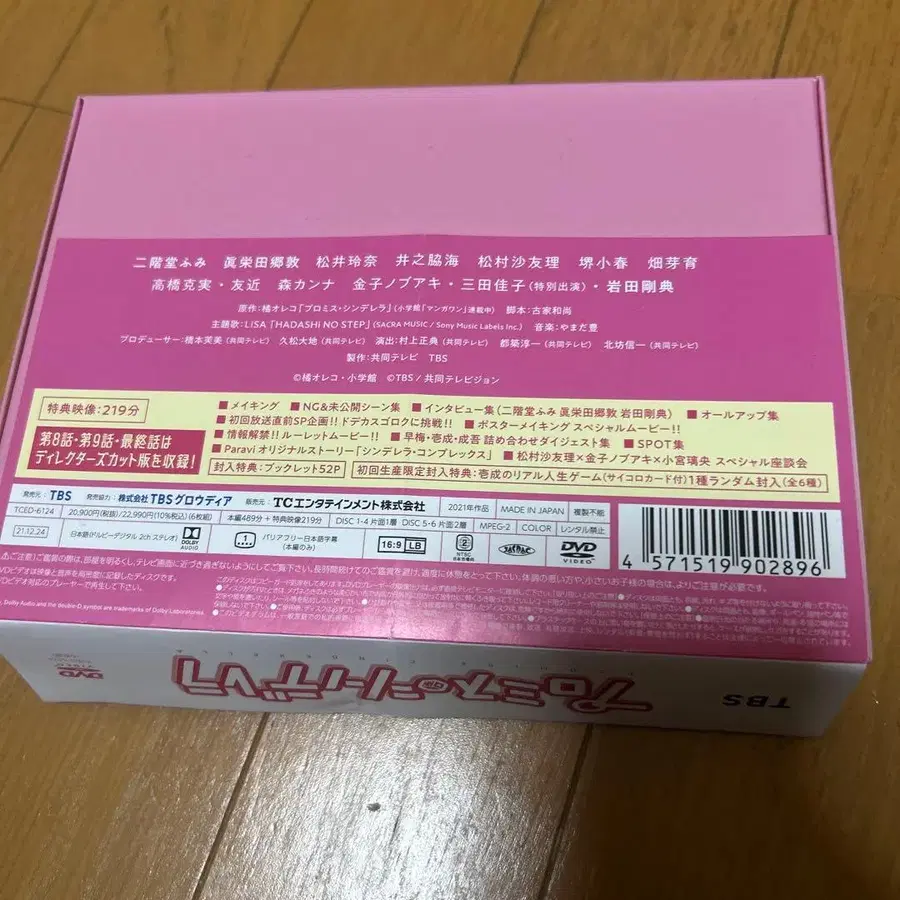 二階堂ふみ 眞栄田郷敦 松井玲奈 井之脇海 松村沙友理 堺小春 畑芽育
高橋克実・友近 森カンナ 金子ノブアキ・三田佳子(特別出演)・岩田剛典
原作:橘オレコ「プロミス・シンデレラ」(小学館「マンガワン」連載中) 脚本:古家和尚
主題歌:LiSA「HADASHi NO STEP」(SACRA MUSIC / Sony Music Labels Inc.) 音楽:やまだ豊
プロデューサー:橋本芙美(共同テレビ) 久松大地(共同テレビ) 演出:村上正典(共同テレビ) 都築淳一(共同テレビ) 北坊信一(共同テレビ)
製作:共同テレビ TBS
©橘オレコ・小学館 ©TBS/共同テレビジョン
特典映像:219分
第8話・第9話・最終話は
ディレクターズカット版を収録!
■メイキング ■NG&未公開シーン集 ■インタビュー集(二階堂ふみ 眞栄田郷敦 岩田剛典) ■オールアップ集
■初回放送直前SP企画!!ドデカスゴロクに挑戦!! ■ポスターメイキング スペシャルムービー!!
■情報解禁!!ルーレットムービー!! ■早梅・壱成・成吾 詰め合わせダイジェスト集 ■SPOT集
■Paravi オリジナルストーリー「シンデレラ・コンプレックス」 ■松村沙友理×金子ノブアキ×小宮璃央 スペシャル座談会
封入特典:ブックレット52P 初回生産限定封入特典:壱成のリアル人生ゲーム(サイコロカード付)1種ランダム封入(全6種)
発売元:TBS 発売協力:株式会社TBSグロウディア 販売元:TCエンタテインメント株式会社 2021年作品 MADE IN JAPAN 複製不能
TCED-6124 20,900円(税抜)/22,990円(10%税込)(6枚組) 本編489分+特典映像219分 DISC 1-4 片面1層 DISC 5-6 片面2層 MPEG-2 COLOR レンタル禁止
21.12.24 日本語(ドルビーデジタル 2ch ステレオ) DOLBY AUDIO 1 バリアフリー日本語字幕(本編のみ) 16:9 LB 2 NTSC 日本市場向 JASRAC DVD VIDEO
4 571519 902896
TBS プロミス・シンデレラ DVD VIDEO